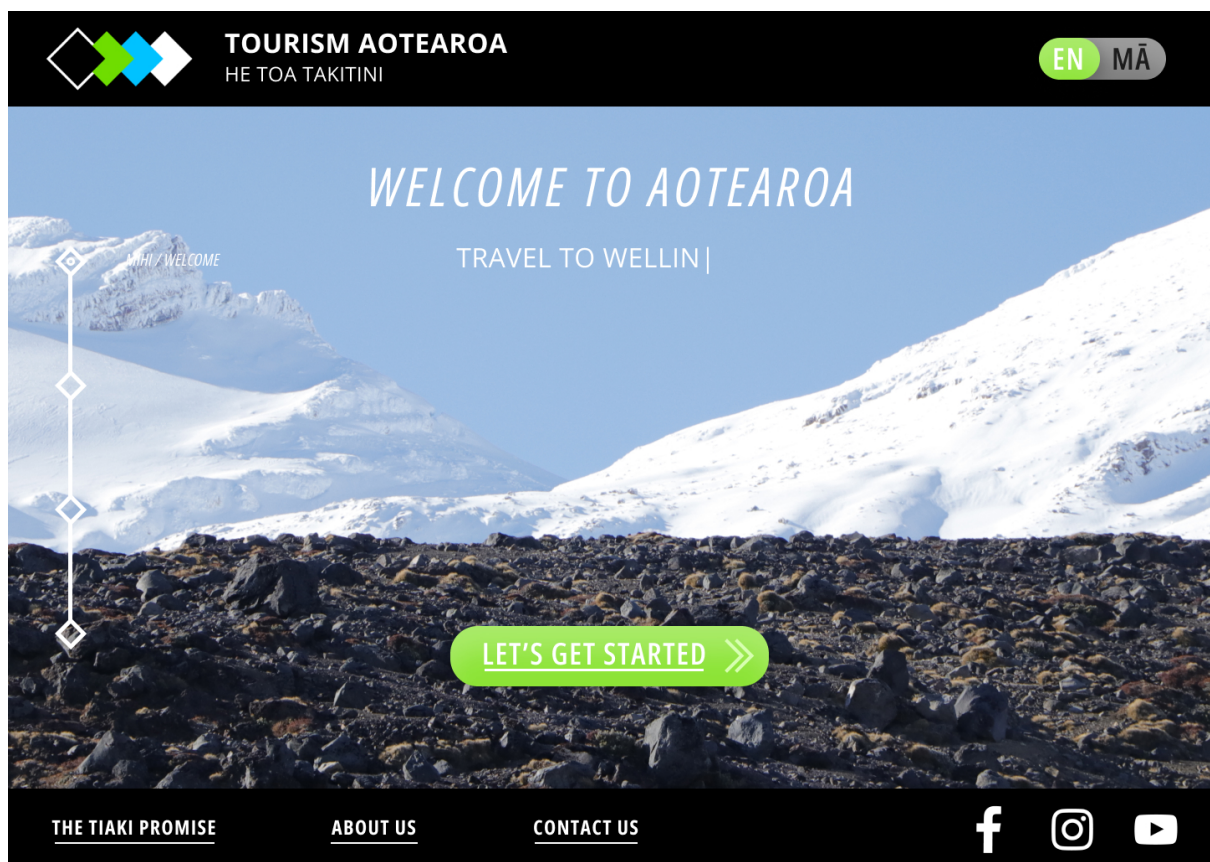 TOURISM AOTEAROA
HE TOA TAKITINI
EN MĀ
WELCOME TO AOTEAROA
TRAVEL TO WELLIN|
MIHI / WELCOME
LET’S GET STARTED
THE TIAKI PROMISE
ABOUT US
CONTACT US